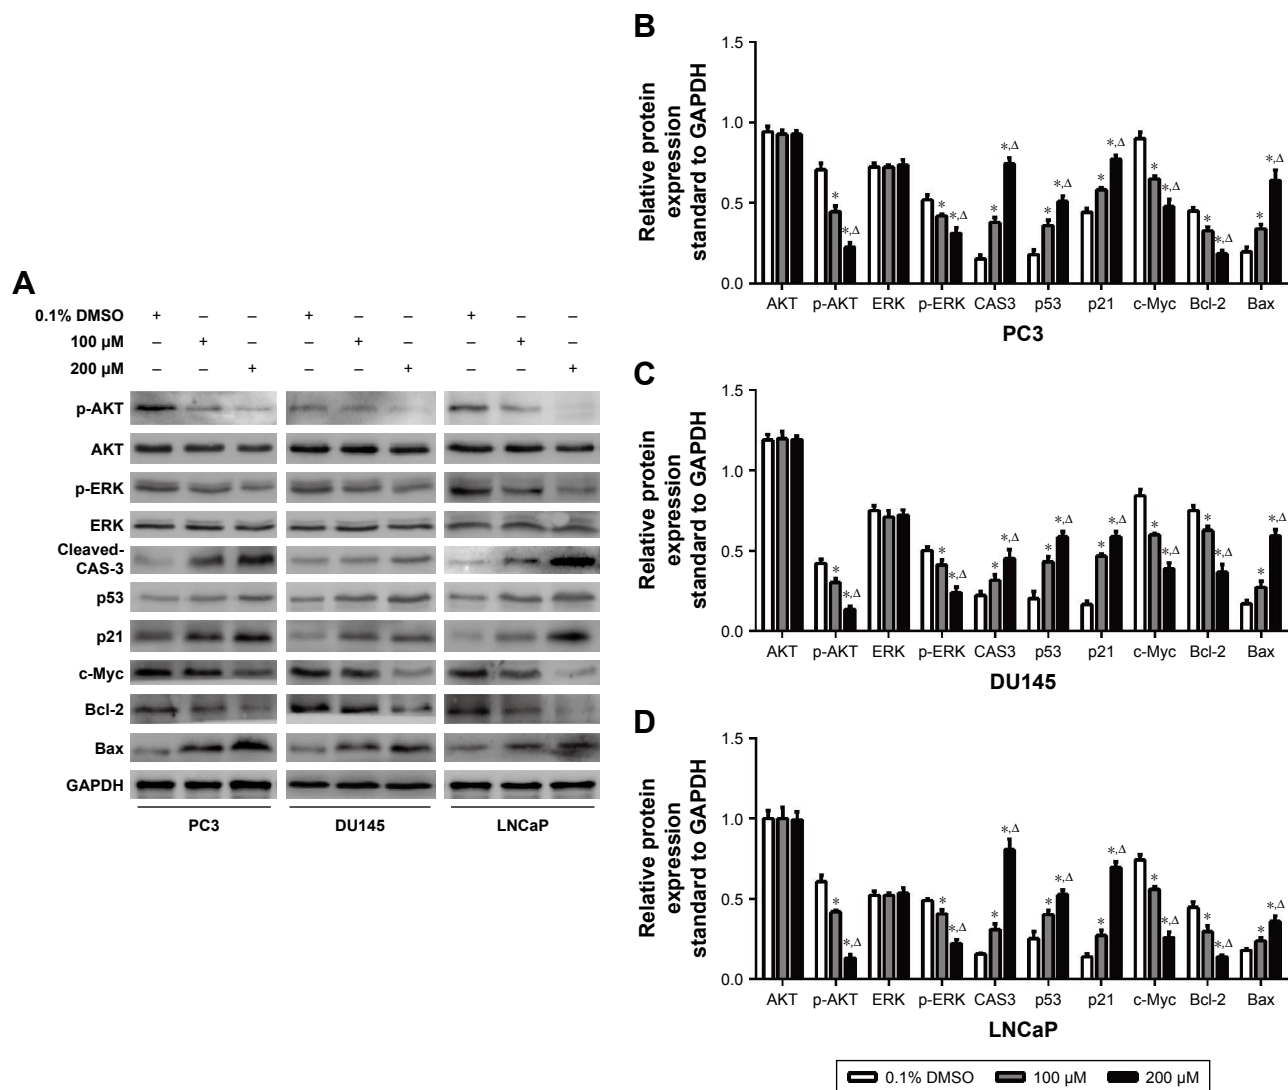 A
0.1% DMSO + – – + – – + – –
100 μM – + – – + – – + –
200 μM – – + – – + – – +
p-AKT
AKT
p-ERK
ERK
Cleaved-
CAS-3
p53
p21
c-Myc
Bcl-2
Bax
GAPDH
PC3 DU145 LNCaP
B
Relative protein
expression
standard to GAPDH
1.5
1.0
0.5
0.0
* *,Δ * *,Δ * *,Δ * *,Δ * *,Δ * *,Δ * *,Δ * *,Δ
AKT p-AKT ERK p-ERK CAS3 p53 p21 c-Myc Bcl-2 Bax
PC3
C
Relative protein
expression
standard to GAPDH
1.5
1.0
0.5
0.0
* *,Δ * *,Δ * *,Δ * *,Δ * *,Δ * *,Δ * *,Δ * *,Δ
AKT p-AKT ERK p-ERK CAS3 p53 p21 c-Myc Bcl-2 Bax
DU145
D
Relative protein
expression
standard to GAPDH
1.5
1.0
0.5
0.0
* *,Δ * *,Δ * *,Δ * *,Δ * *,Δ * *,Δ * *,Δ * *,Δ
AKT p-AKT ERK p-ERK CAS3 p53 p21 c-Myc Bcl-2 Bax
LNCaP
0.1% DMSO 100 μM 200 μM